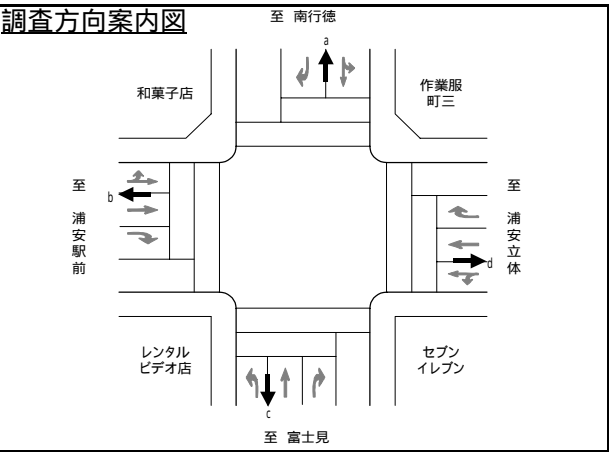 調査方向案内図
至 南行徳
a
和菓子店
作業服
町三
至 浦安駅前
b
至 浦安立体
d
レンタル
ビデオ店
セブン
イレブン
c
至 富士見